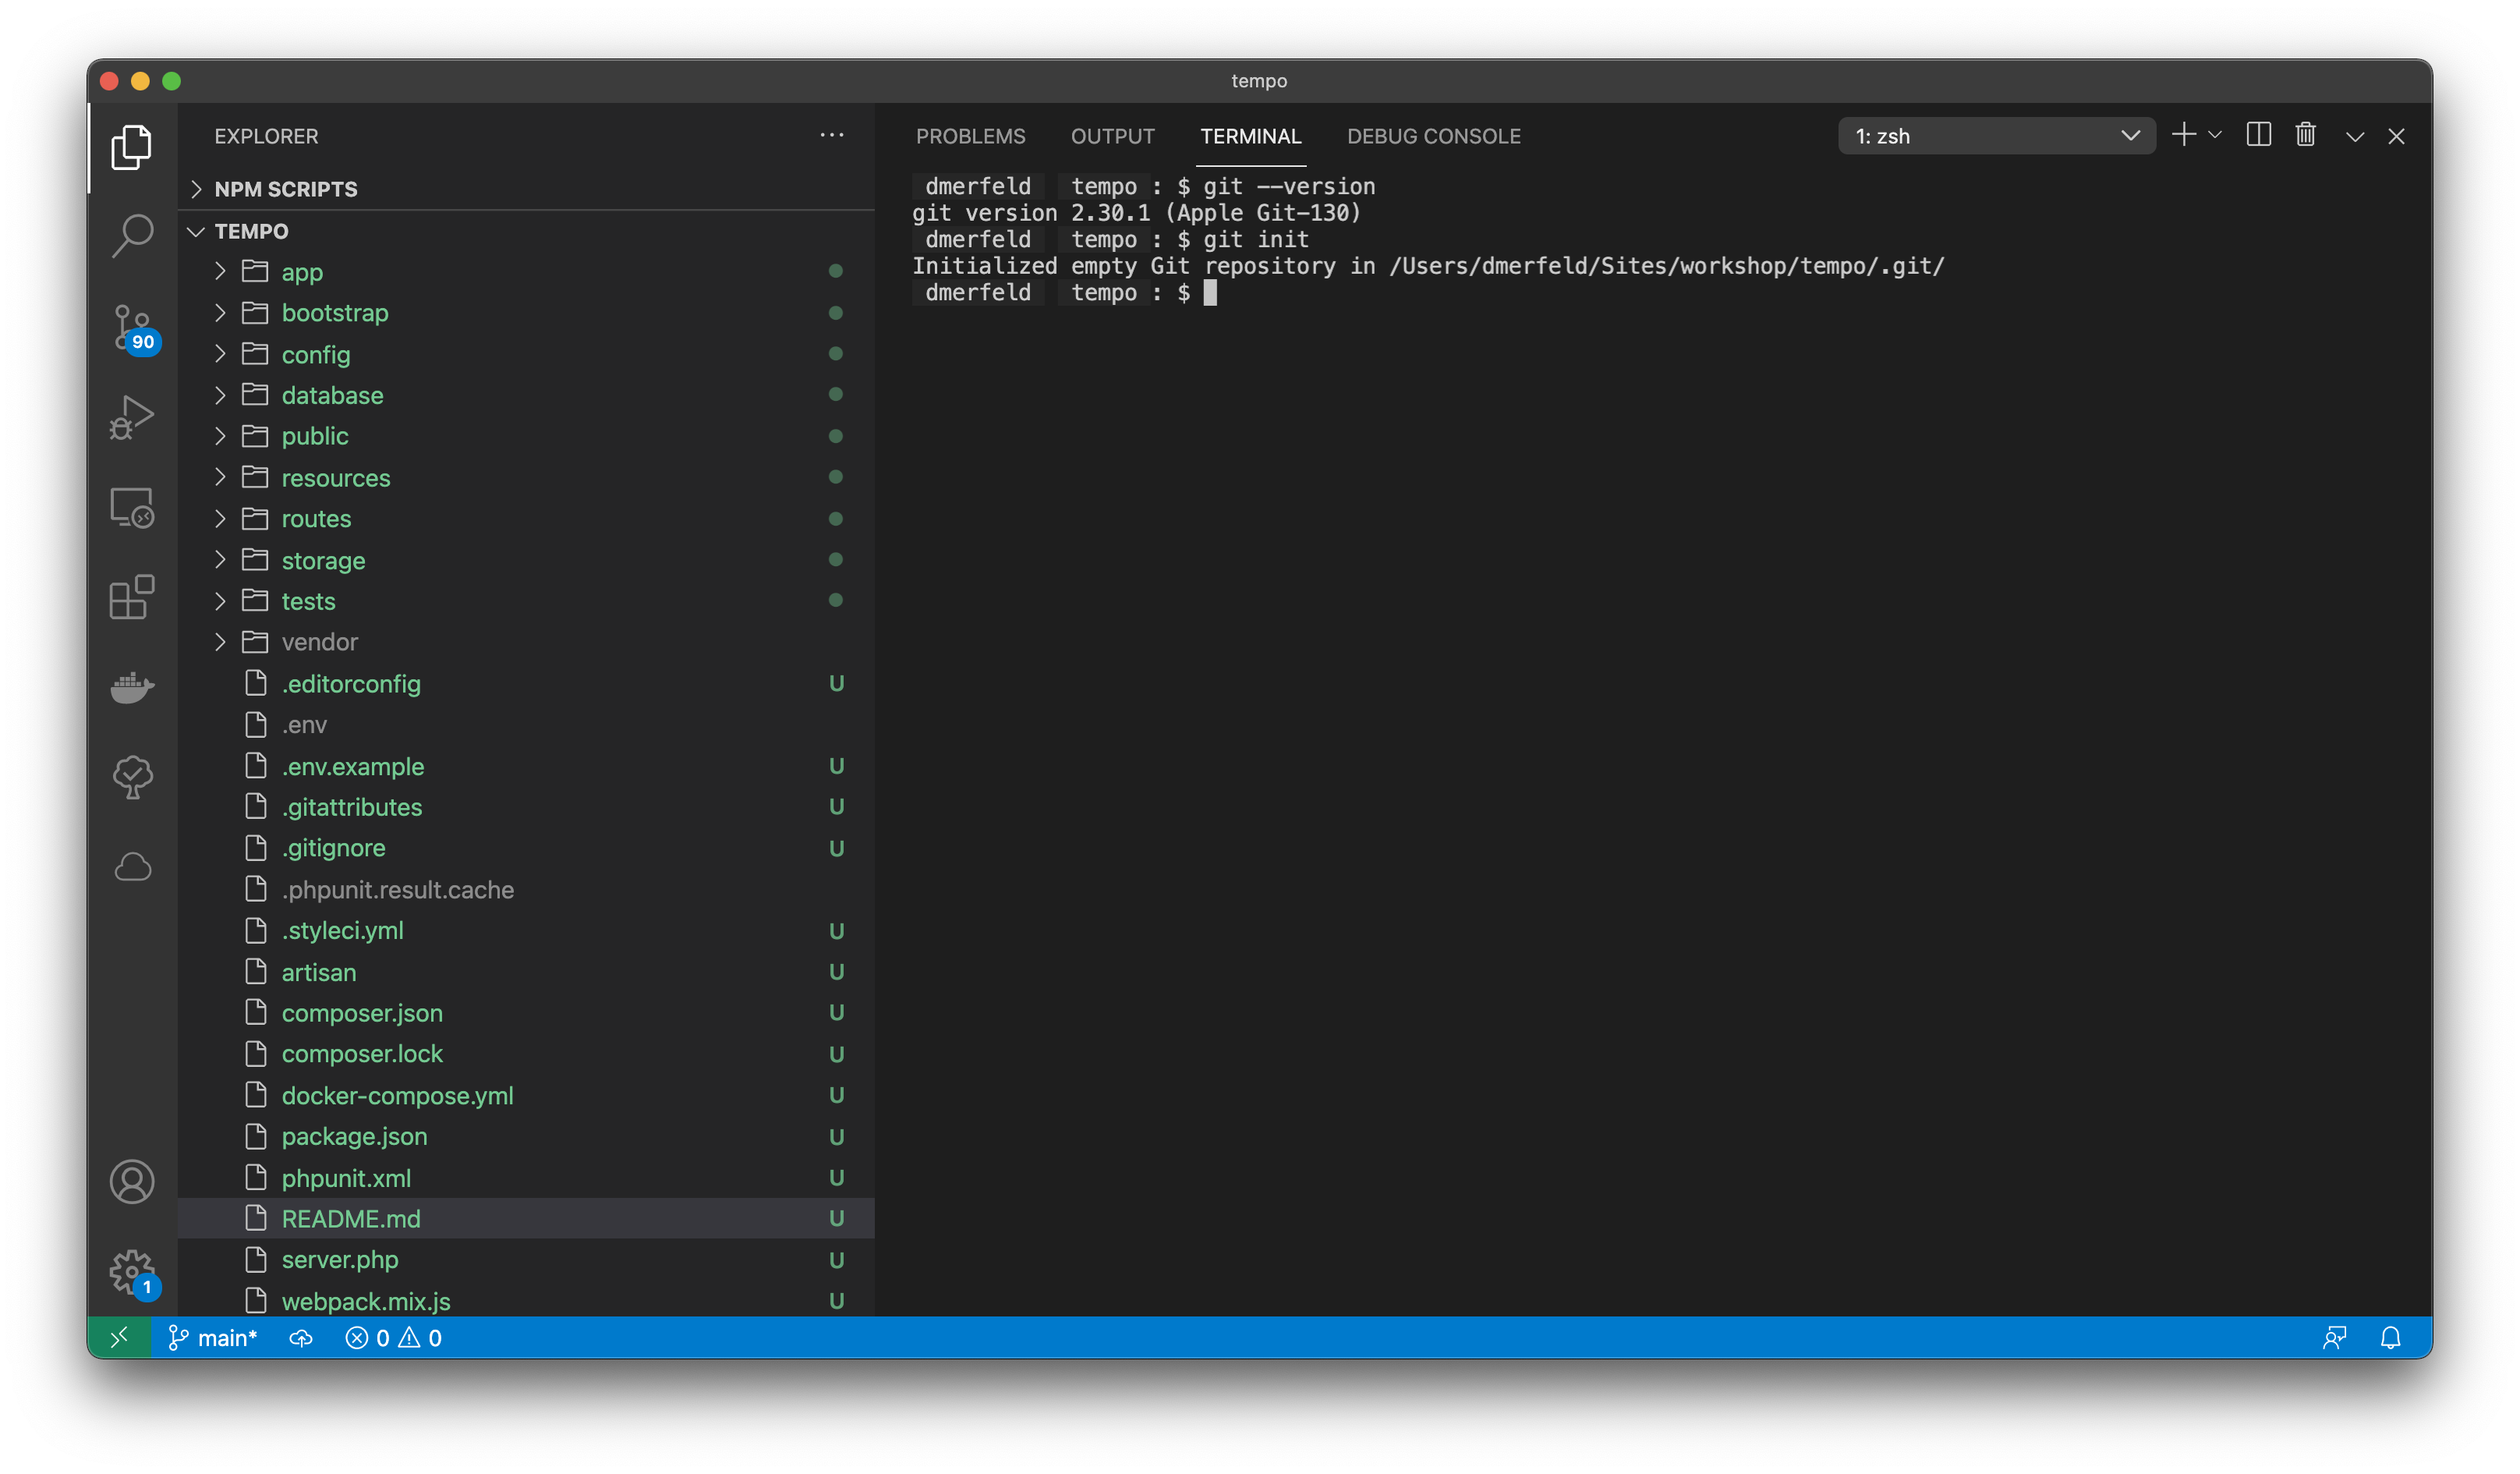 tempo
EXPLORER
NPM SCRIPTS
TEMPO
app
bootstrap
config
database
public
resources
routes
storage
tests
vendor
.editorconfig U
.env
.env.example U
.gitattributes U
.gitignore U
.phpunit.result.cache
.styleci.yml U
artisan U
composer.json U
composer.lock U
docker-compose.yml U
package.json U
phpunit.xml U
README.md U
server.php U
webpack.mix.js U
90
1
PROBLEMS OUTPUT TERMINAL DEBUG CONSOLE 1: zsh
dmerfeld tempo : $ git --version
git version 2.30.1 (Apple Git-130)
dmerfeld tempo : $ git init
Initialized empty Git repository in /Users/dmerfeld/Sites/workshop/tempo/.git/
dmerfeld tempo : $
main* 0 0